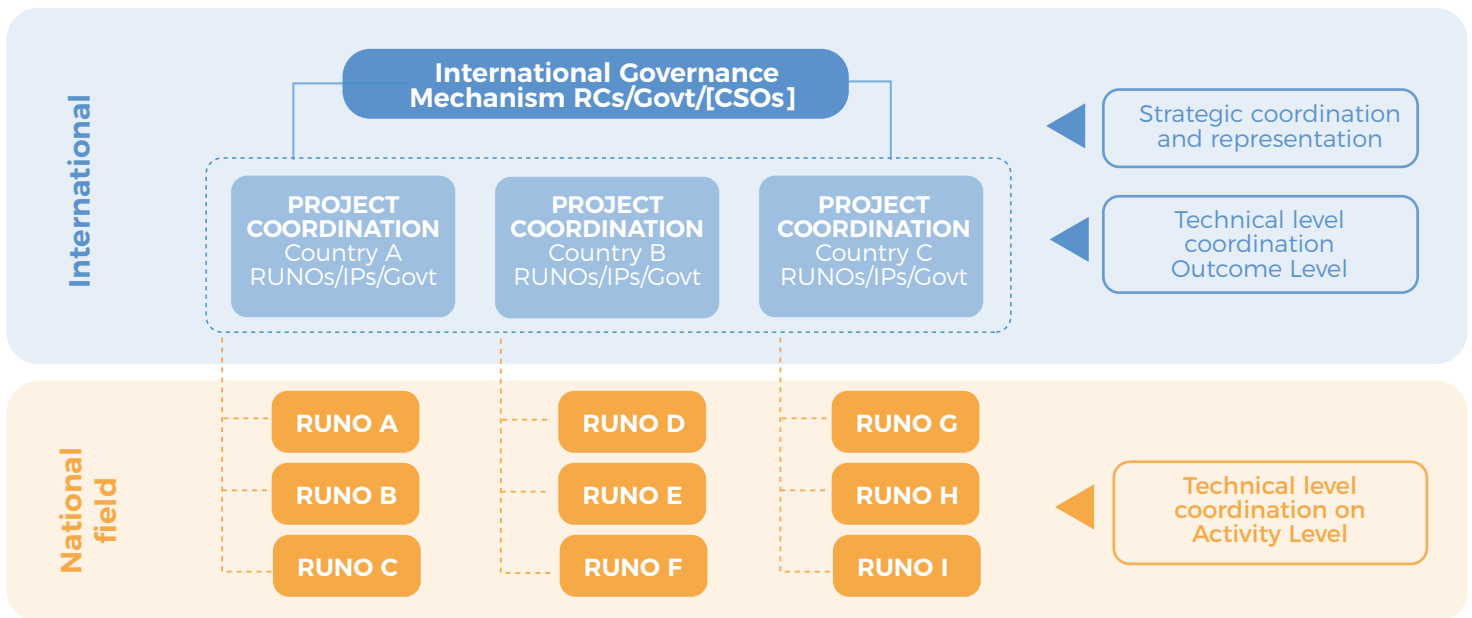 International
International Governance
Mechanism RCs/Govt/[CSOs]
Strategic coordination
and representation
PROJECT
COORDINATION
Country A
RUNOs/IPs/Govt
PROJECT
COORDINATION
Country B
RUNOs/IPs/Govt
PROJECT
COORDINATION
Country C
RUNOs/IPs/Govt
Technical level
coordination
Outcome Level
National
field
RUNO A
RUNO B
RUNO C
RUNO D
RUNO E
RUNO F
RUNO G
RUNO H
RUNO I
Technical level
coordination on
Activity Level